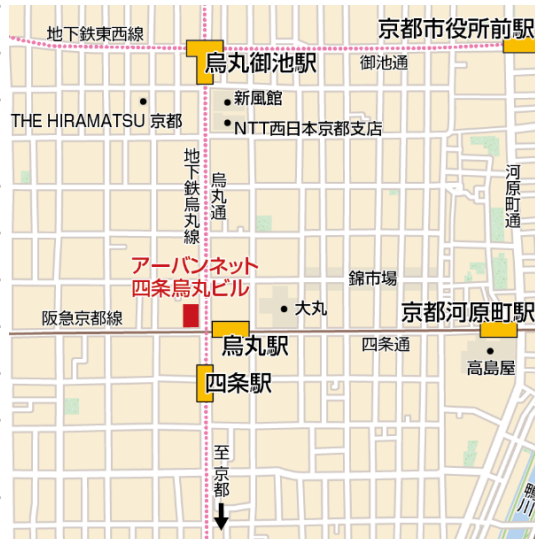 地下鉄東西線
京都市役所前駅
烏丸御池駅
御池通
新風館
THE HIRAMATSU 京都
NTT西日本京都支店
地下鉄烏丸線
烏丸通
河原町通
アーバンネット
四条烏丸ビル
錦市場
大丸
阪急京都線
京都河原町駅
烏丸駅
四条通
高島屋
四条駅
至京都
鴨川